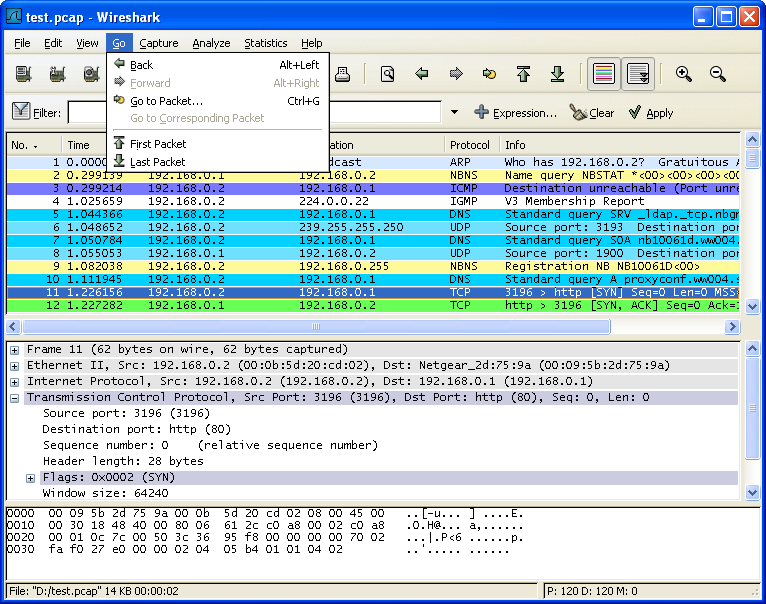 test.pcap - Wireshark
File Edit View Go Capture Analyze Statistics Help
Back Alt+Left
Forward Alt+Right
Go to Packet... Ctrl+G
Go to Corresponding Packet
First Packet
Last Packet
Filter: Expression... Clear Apply
No. Time ation Protocol Info
1 0.0000 dcast ARP Who has 192.168.0.2? Gratuitous A
2 0.299139 192.168.0.1 192.168.0.2 NBNS Name query NBSTAT *<00><00><00><0
3 0.299214 192.168.0.2 192.168.0.1 ICMP Destination unreachable (Port unre
4 1.025659 192.168.0.2 224.0.0.22 IGMP V3 Membership Report
5 1.044366 192.168.0.2 192.168.0.1 DNS Standard query SRV _ldap._tcp.nbgm
6 1.048652 192.168.0.2 239.255.255.250 UDP Source port: 3193 Destination por
7 1.050784 192.168.0.2 192.168.0.1 DNS Standard query SOA nb10061d.ww004.
8 1.055053 192.168.0.1 192.168.0.2 UDP Source port: 1900 Destination por
9 1.082038 192.168.0.2 192.168.0.255 NBNS Registration NB NB10061D<00>
10 1.111945 192.168.0.2 192.168.0.1 DNS Standard query A proxyconf.ww004.s
11 1.226156 192.168.0.2 192.168.0.1 TCP 3196 > http [SYN] Seq=0 Len=0 MSS=
12 1.227282 192.168.0.1 192.168.0.2 TCP http > 3196 [SYN, ACK] Seq=0 Ack=1
Frame 11 (62 bytes on wire, 62 bytes captured)
Ethernet II, Src: 192.168.0.2 (00:0b:5d:20:cd:02), Dst: Netgear_2d:75:9a (00:09:5b:2d:75:9a)
Internet Protocol, Src: 192.168.0.2 (192.168.0.2), Dst: 192.168.0.1 (192.168.0.1)
Transmission Control Protocol, Src Port: 3196 (3196), Dst Port: http (80), Seq: 0, Len: 0
Source port: 3196 (3196)
Destination port: http (80)
Sequence number: 0 (relative sequence number)
Header length: 28 bytes
Flags: 0x0002 (SYN)
Window size: 64240
0000 00 09 5b 2d 75 9a 00 0b 5d 20 cd 02 08 00 45 00 ..[-u... ] ....E.
0010 00 30 18 48 40 00 80 06 61 2c c0 a8 00 02 c0 a8 .0.H@... a,......
0020 00 01 0c 7c 00 50 3c 36 95 f8 00 00 00 00 70 02 ...|.P<6 ......p.
0030 fa f0 27 e0 00 00 02 04 05 b4 01 01 04 02 ..'..... ......
File: "D:/test.pcap" 14 KB 00:00:02 P: 120 D: 120 M: 0